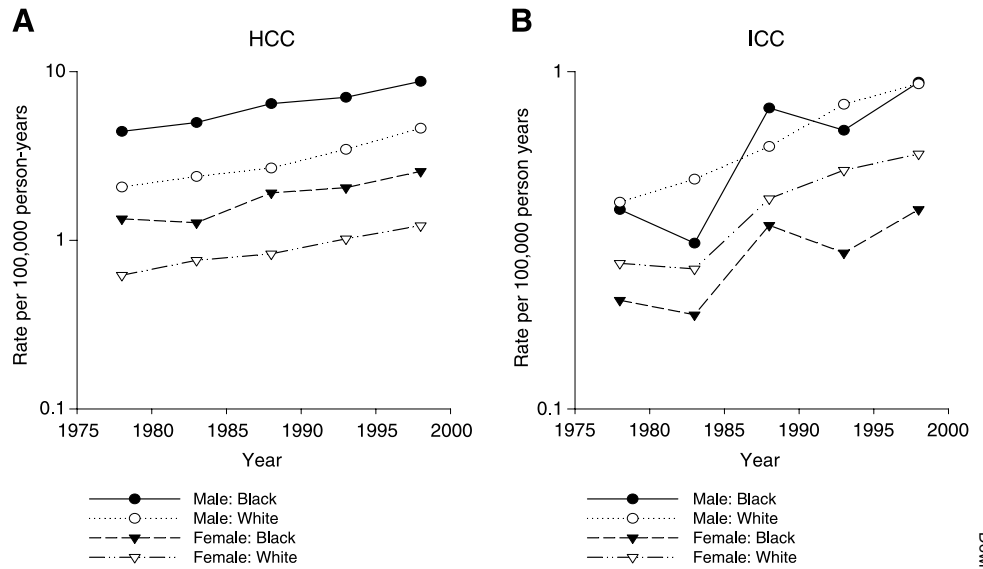 A
HCC
Rate per 100,000 person-years
10
1
0.1
1975 1980 1985 1990 1995 2000
Year
Male: Black
Male: White
Female: Black
Female: White
B
ICC
Rate per 100,000 person years
1
0.1
1975 1980 1985 1990 1995 2000
Year
Male: Black
Male: White
Female: Black
Female: White